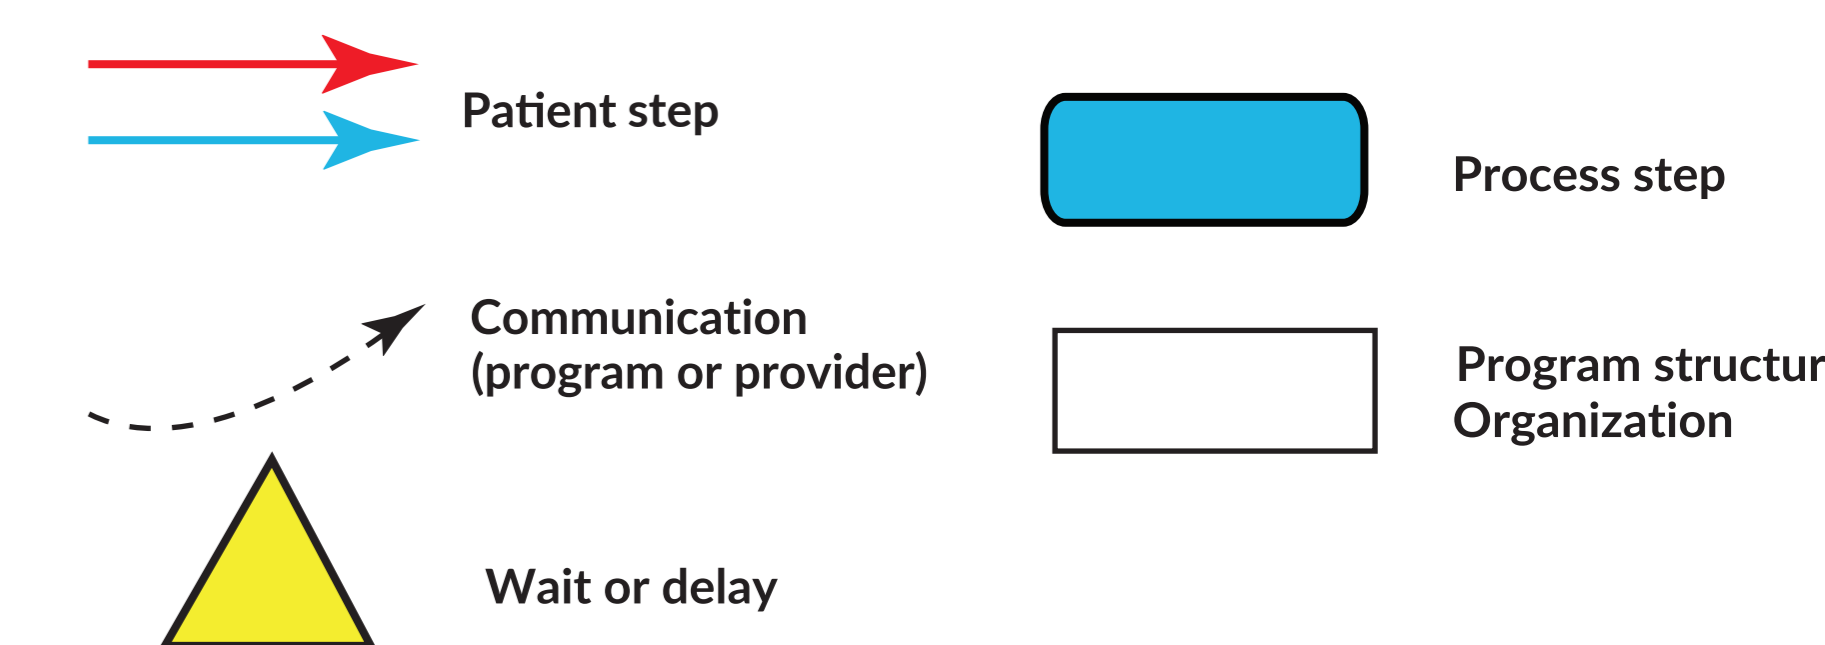 Patient step
Process step
Communication
(program or provider)
Program structur
Organization
Wait or delay